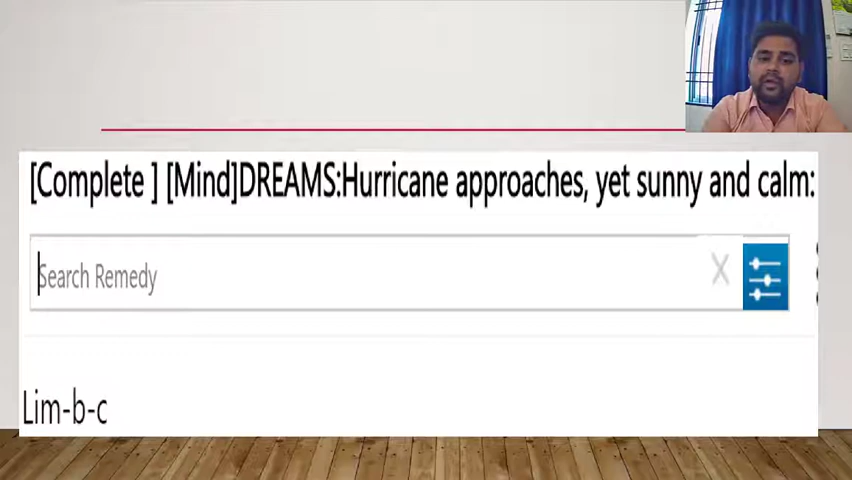 [Complete ] [Mind]DREAMS:Hurricane approaches, yet sunny and calm:
Search Remedy
Lim-b-c